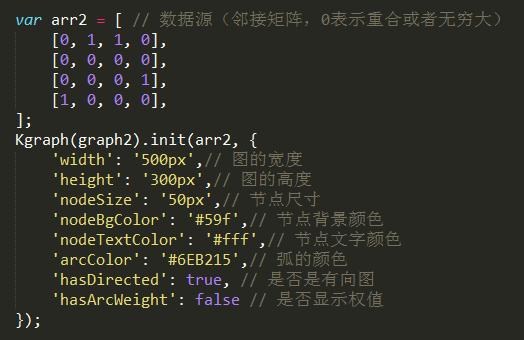 var arr2 = [ // 数据源（邻接矩阵，0表示重合或者无穷大）
[0, 1, 1, 0],
[0, 0, 0, 0],
[0, 0, 0, 1],
[1, 0, 0, 0],
];
Kgraph(graph2).init(arr2, {
'width': '500px',// 图的宽度
'height': '300px',// 图的高度
'nodeSize': '50px',// 节点尺寸
'nodeBgColor': '#59f',// 节点背景颜色
'nodeTextColor': '#fff',// 节点文字颜色
'arcColor': '#6EB215',// 弧的颜色
'hasDirected': true, // 是否是有向图
'hasArcWeight': false // 是否显示权值
});